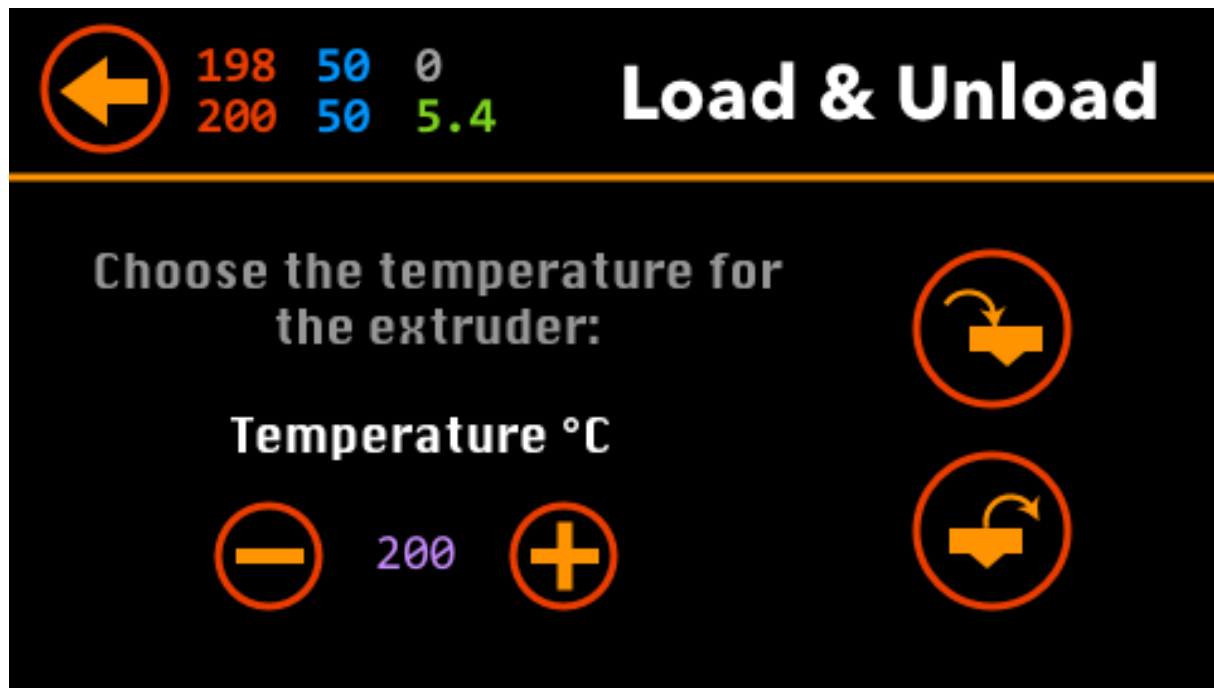 198 50 0
200 50 5.4
Load & Unload
Choose the temperature for
the extruder:
Temperature °C
200